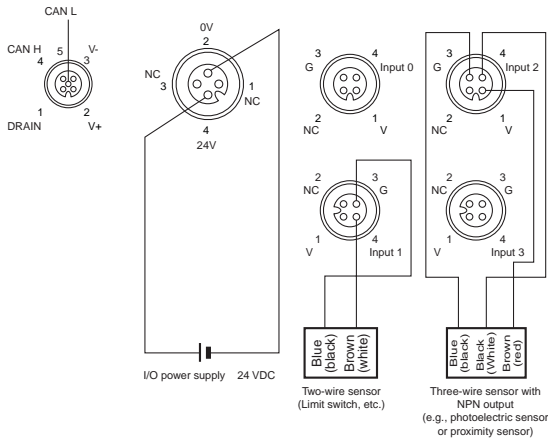 CAN L
CAN H
4
5
V-
3
1
DRAIN
2
V+
0V
2
NC
3
1
NC
4
24V
3
G
4
Input 0
2
NC
1
V
3
G
4
Input 2
2
NC
1
V
2
NC
3
G
1
V
4
Input 1
2
NC
3
G
1
V
4
Input 3
I/O power supply 24 VDC
Blue
(black)
Brown
(white)
Two-wire sensor
(Limit switch, etc.)
Blue
(black)
Black
(White)
Brown
(red)
Three-wire sensor with
NPN output
(e.g., photoelectric sensor
or proximity sensor)